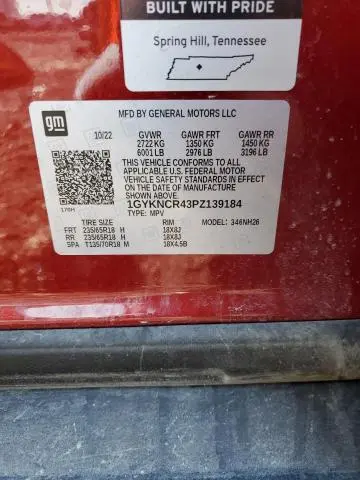 BUILT WITH PRIDE
Spring Hill, Tennessee
gm
MFD BY GENERAL MOTORS LLC
10/22 GVWR GAWR FRT GAWR RR
2722 KG 1350 KG 1450 KG
6001 LB 2976 LB 3196 LB
THIS VEHICLE CONFORMS TO ALL
APPLICABLE U.S. FEDERAL MOTOR
VEHICLE SAFETY STANDARDS IN EFFECT
ON THE DATE OF MANUFACTURE
SHOWN ABOVE.
1GYKNCR43PZ139184
TYPE: MPV MODEL: 346NH26
TIRE SIZE RIM
FRT 235/65R18 H 18X8J
RR 235/65R18 H 18X8J
SPA T135/70R18 M 18X4.5B